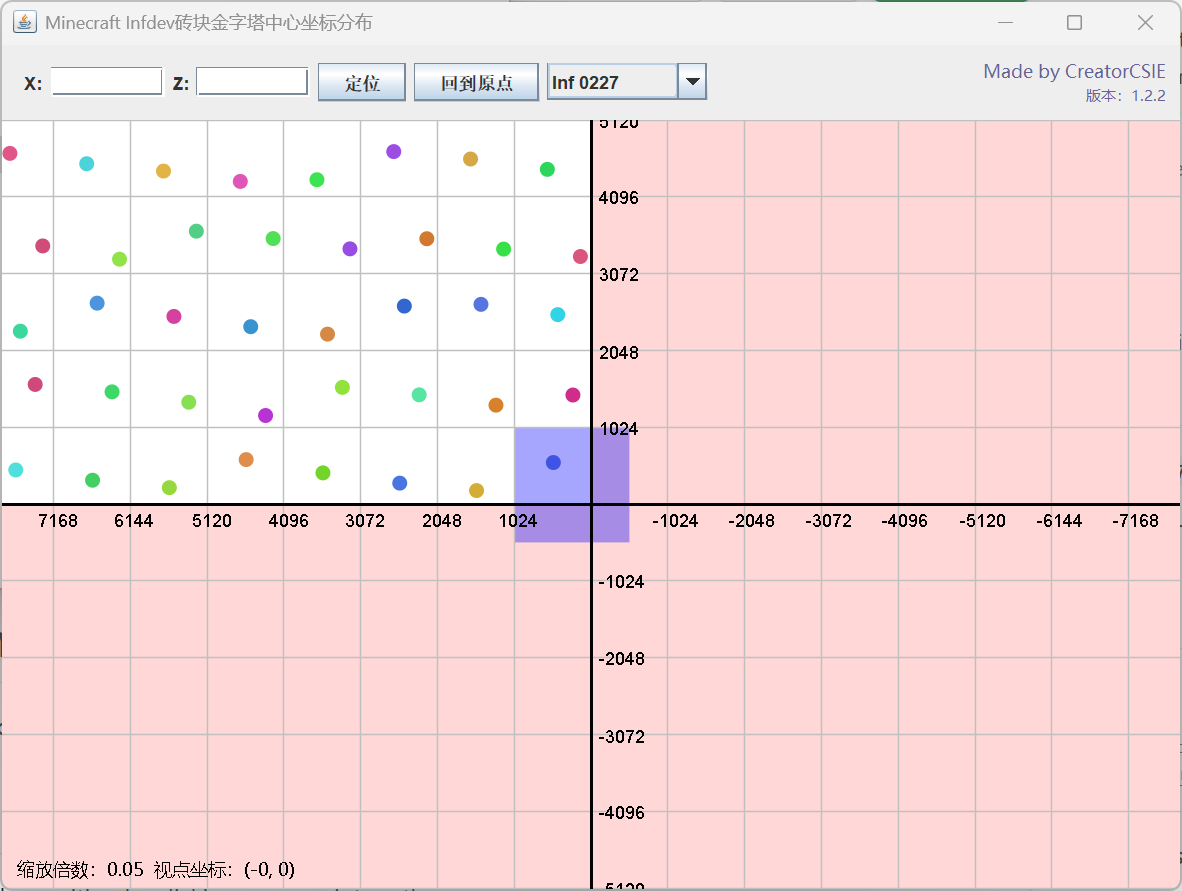 Minecraft Infdev砖块金字塔中心坐标分布
X: Z: 定位 回到原点 Inf 0227
Made by CreatorCSIE
版本：1.2.2
5120
4096
3072
2048
1024
7168 6144 5120 4096 3072 2048 1024 -1024 -2048 -3072 -4096 -5120 -6144 -7168
-1024
-2048
-3072
-4096
-5120
缩放倍数：0.05 视点坐标：(-0, 0)